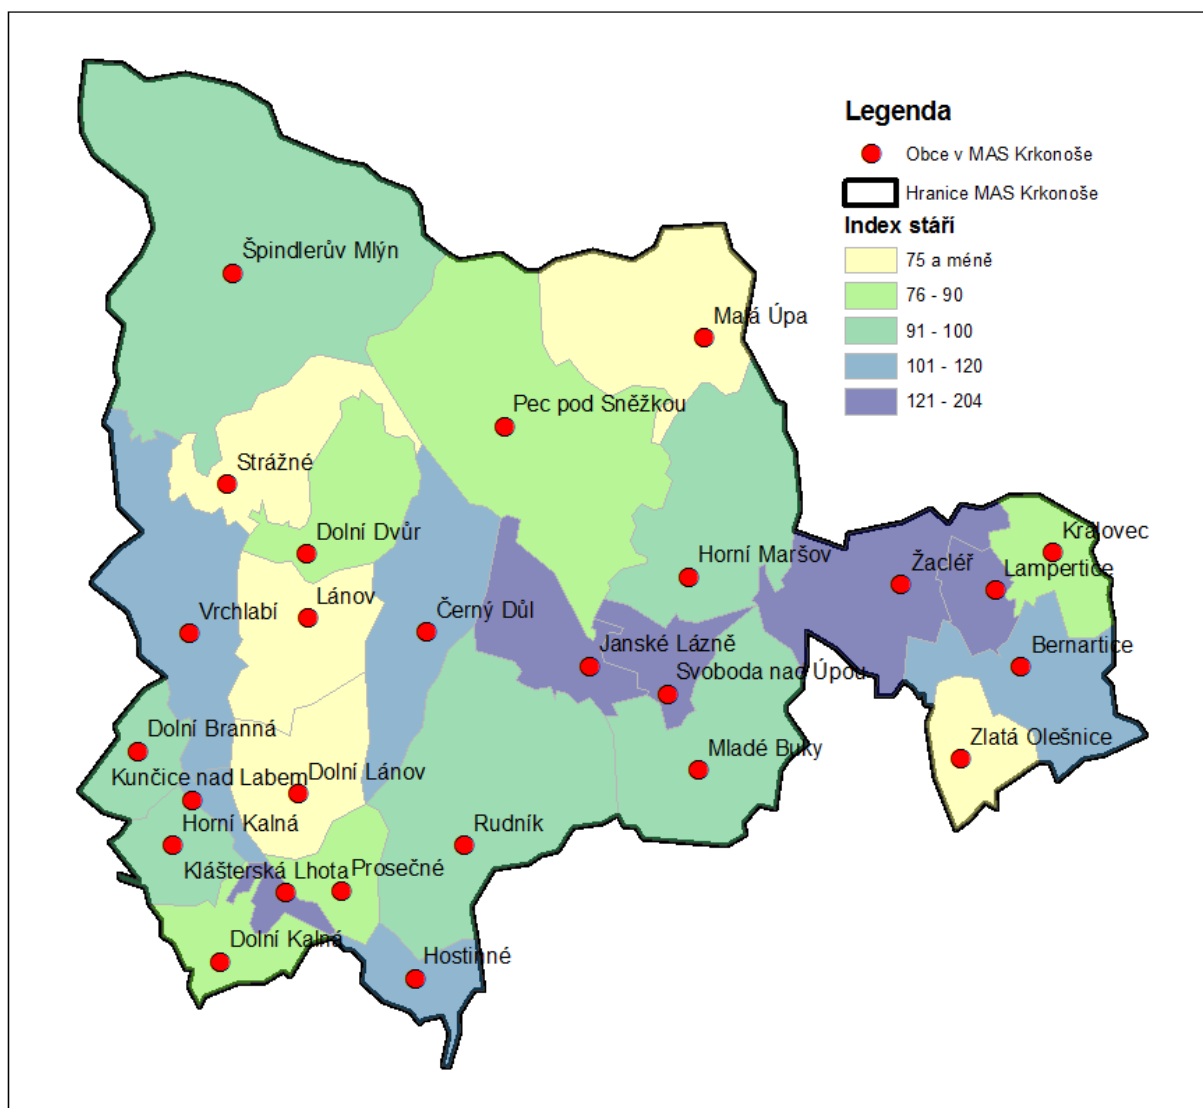 Legenda
Obce v MAS Krkonoše
Hranice MAS Krkonoše
Index stáří
75 a méně
76 - 90
91 - 100
101 - 120
121 - 204
Špindlerův Mlýn
Malá Úpa
Pec pod Sněžkou
Strážné
Dolní Dvůr
Královec
Horní Maršov
Žacléř
Lampertice
Lánov
Vrchlabí
Černý Důl
Janské Lázně
Bernartice
Svoboda nad Úpou
Dolní Branná
Mladé Buky
Zlatá Olešnice
Kunčice nad Labem
Dolní Lánov
Horní Kalná
Rudník
Klášterská Lhota
Prosečné
Dolní Kalná
Hostinné